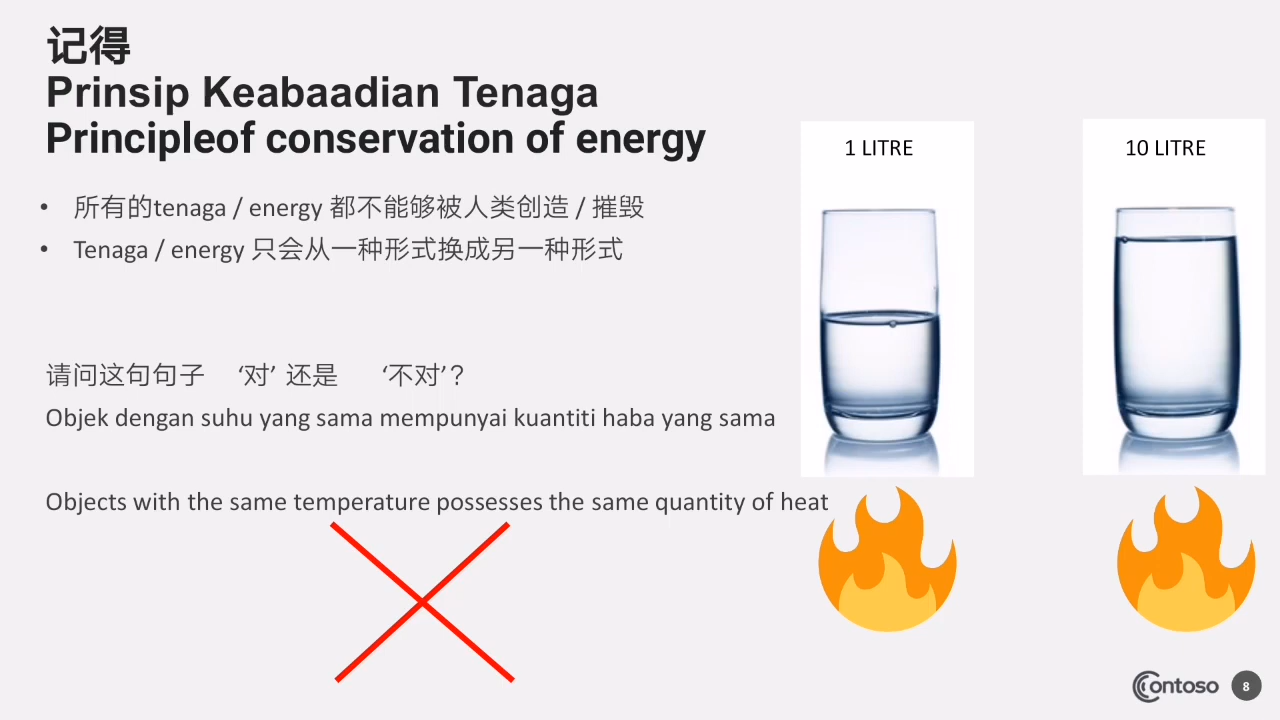 记得
Prinsip Keabaadian Tenaga
Principleof conservation of energy
• 所有的tenaga / energy 都不能够被人类创造 / 摧毁
• Tenaga / energy 只会从一种形式换成另一种形式
请问这句句子 ‘对’ 还是 ‘不对’?
Objek dengan suhu yang sama mempunyai kuantiti haba yang sama
Objects with the same temperature possesses the same quantity of heat
1 LITRE
10 LITRE
Contoso
8